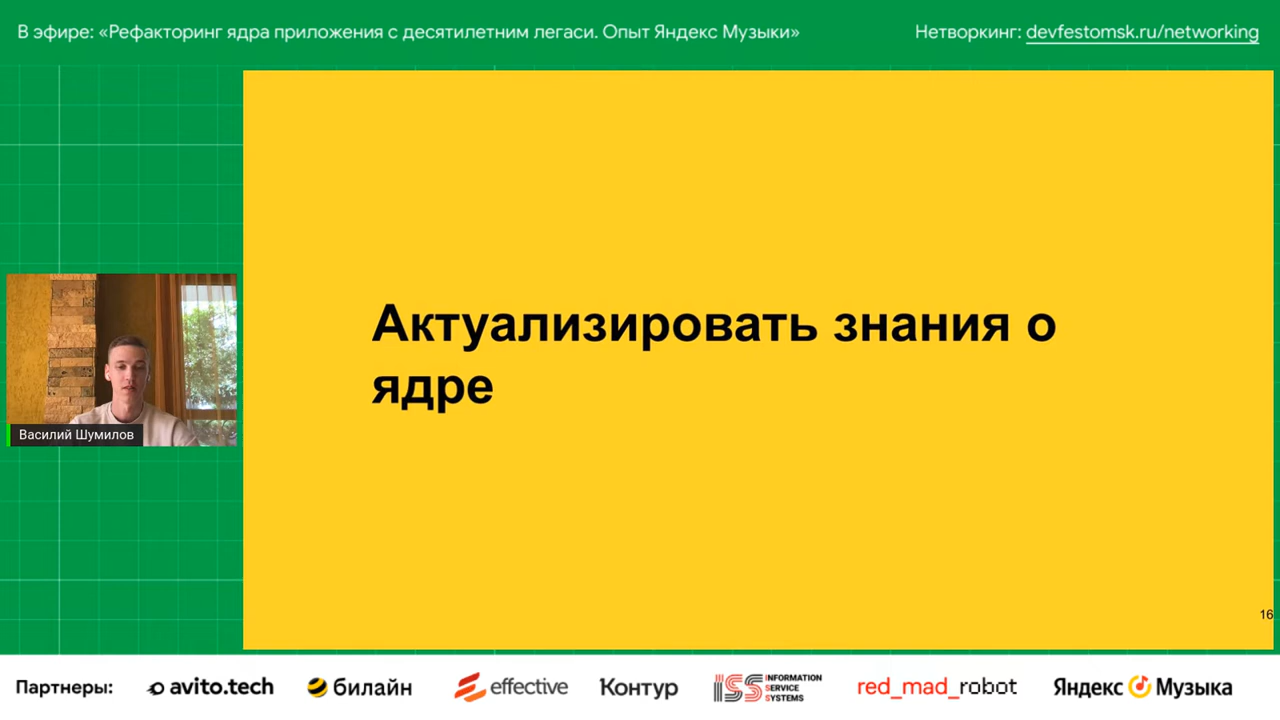 В эфире: «Рефакторинг ядра приложения с десятилетним легаси. Опыт Яндекс Музыки»
Нетворкинг: devfestomsk.ru/networking
Актуализировать знания о
ядре
Василий Шумилов
16
Партнеры:
avito.tech
билайн
effective
Контур
ISS INFORMATION
SERVICE
SYSTEMS
red_mad_robot
Яндекс Музыка